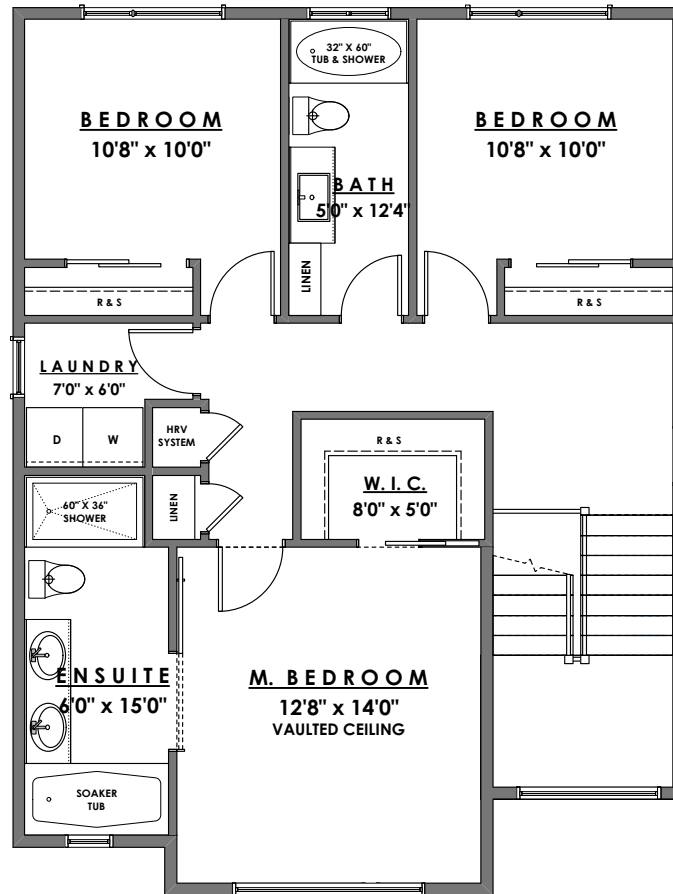 32" X 60"
TUB & SHOWER
BEDROOM
10'8" x 10'0"
BEDROOM
10'8" x 10'0"
BATH
5'0" x 12'4"
LINEN
R & S
R & S
LAUNDRY
7'0" x 6'0"
D
W
HRV
SYSTEM
R & S
W. I. C.
8'0" x 5'0"
60" X 36"
SHOWER
LINEN
ENSUITE
6'0" x 15'0"
M. BEDROOM
12'8" x 14'0"
VAULTED CEILING
SOAKER
TUB